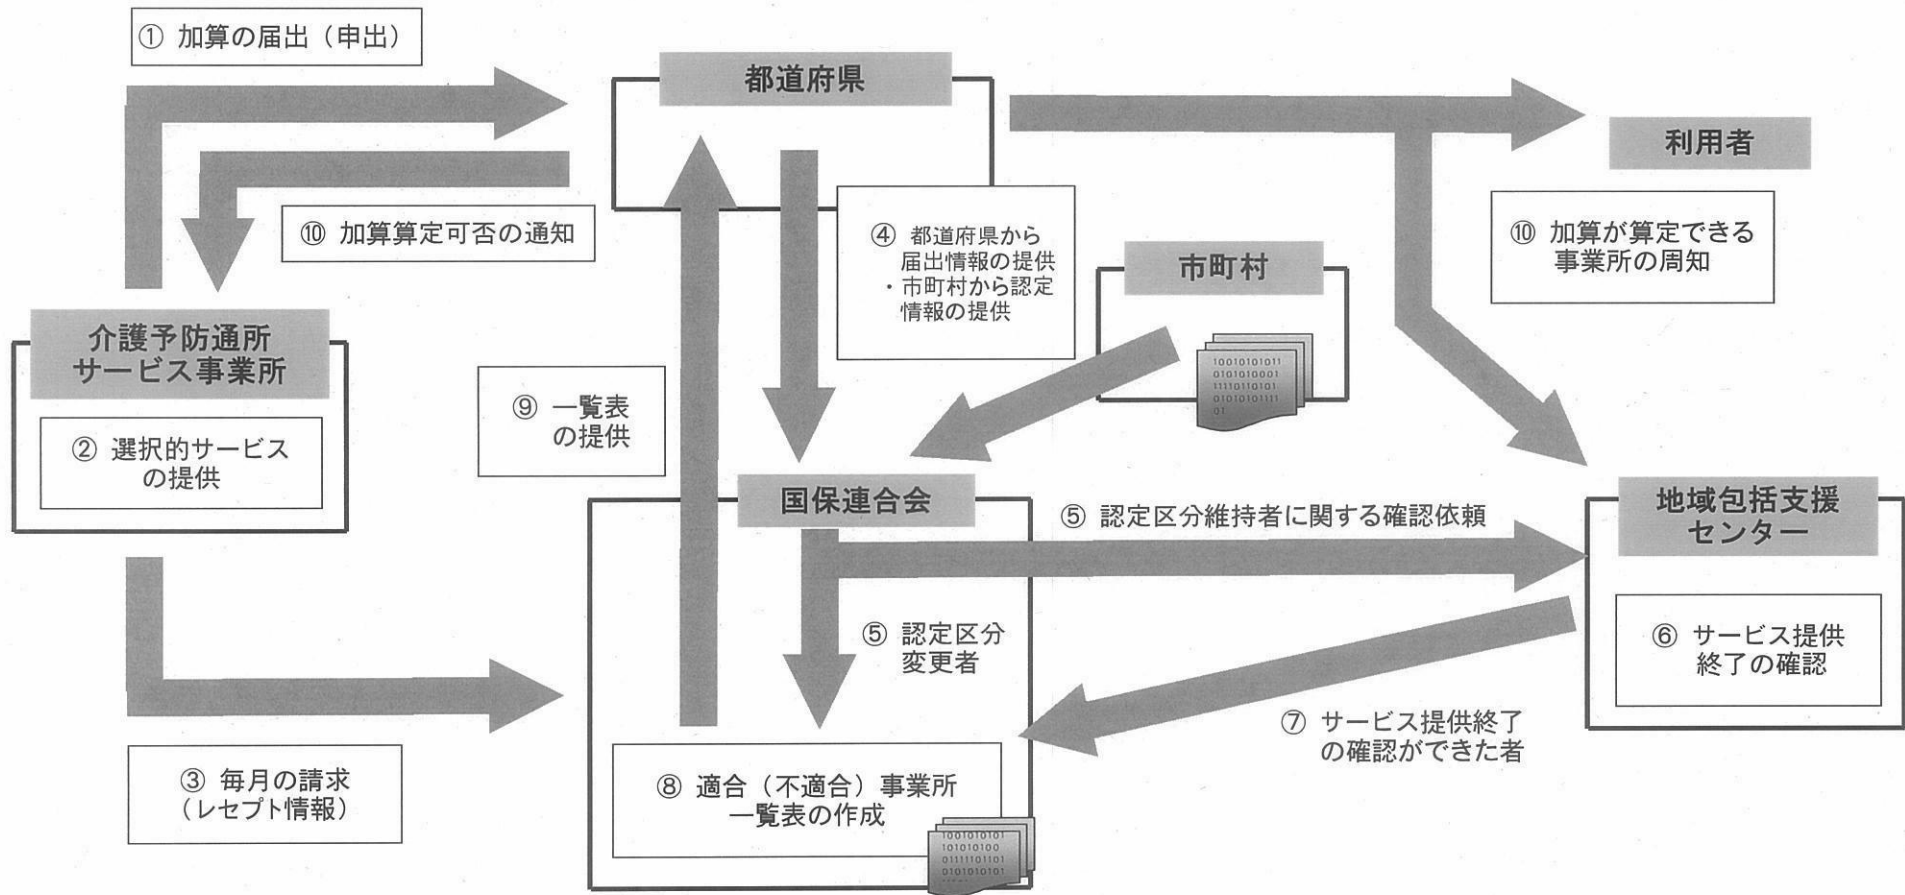 ① 加算の届出（申出）
都道府県
利用者
⑩ 加算算定可否の通知
④ 都道府県から
届出情報の提供
・市町村から認定
情報の提供
市町村
10010101011
0101010001
11110110101
01010101111
01
⑩ 加算が算定できる
事業所の周知
介護予防通所
サービス事業所
② 選択的サービス
の提供
⑨ 一覧表
の提供
国保連合会
⑤ 認定区分維持者に関する確認依頼
地域包括支援
センター
⑤ 認定区分
変更者
⑥ サービス提供
終了の確認
⑦ サービス提供終了
の確認ができた者
③ 毎月の請求
（レセプト情報）
⑧ 適合（不適合）事業所
一覧表の作成
1001010101
101010100
01111101101
0101010101